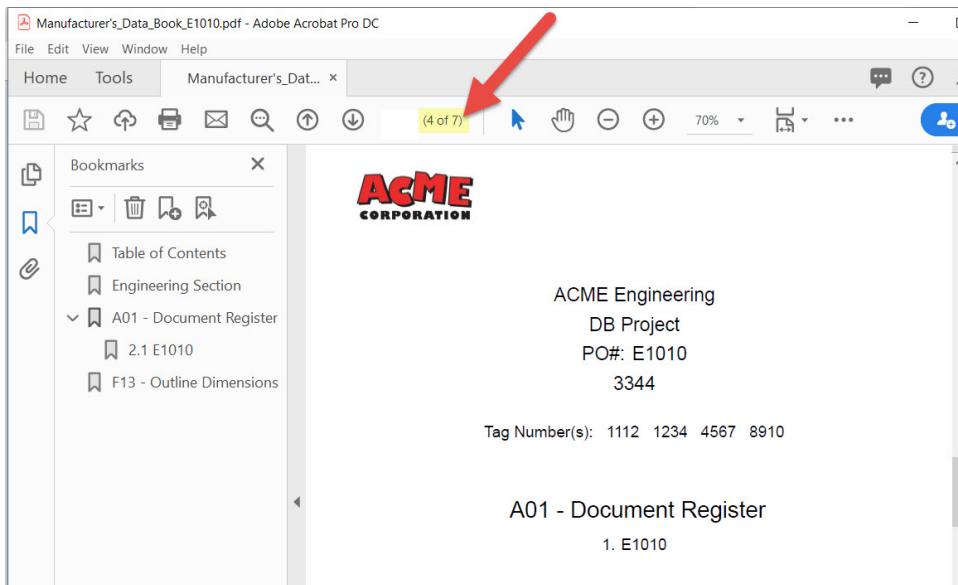 Manufacturer's_Data_Book_E1010.pdf - Adobe Acrobat Pro DC
File Edit View Window Help
Home Tools Manufacturer's_Dat... ×
(4 of 7) 70%
Bookmarks
Table of Contents
Engineering Section
A01 - Document Register
2.1 E1010
F13 - Outline Dimensions
ACME
CORPORATION
ACME Engineering
DB Project
PO#: E1010
3344
Tag Number(s): 1112 1234 4567 8910
A01 - Document Register
1. E1010